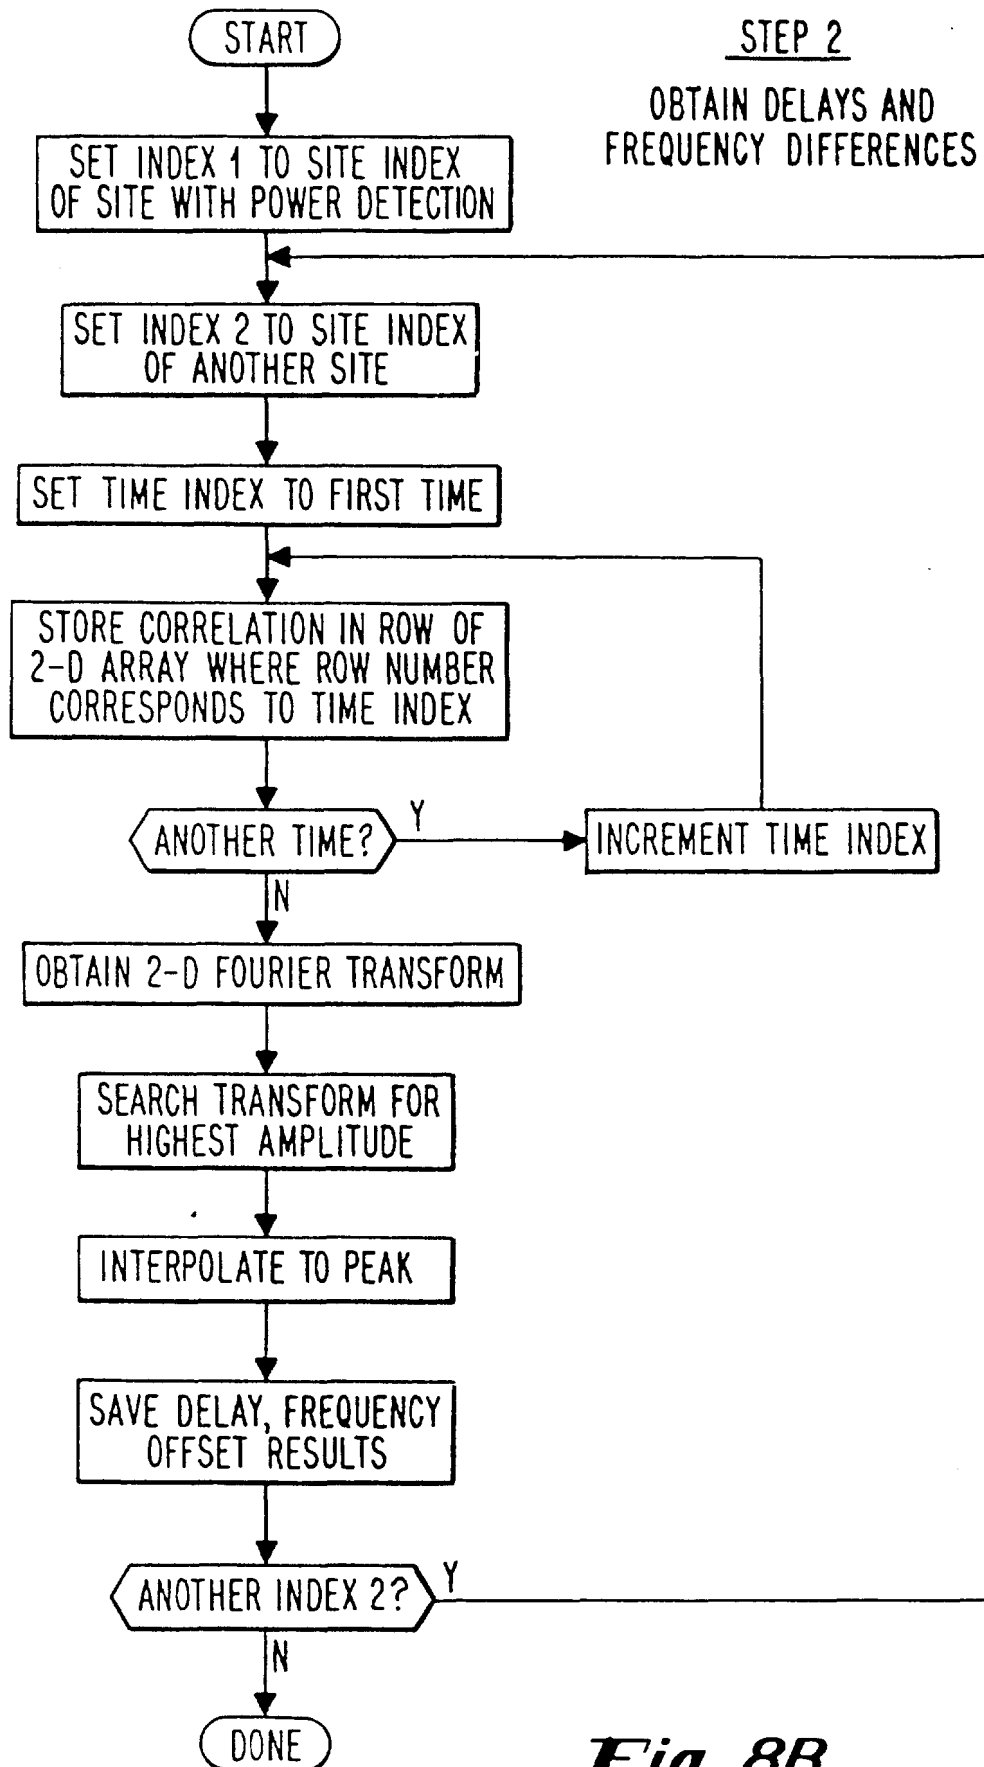 START
STEP 2
OBTAIN DELAYS AND
FREQUENCY DIFFERENCES
SET INDEX 1 TO SITE INDEX
OF SITE WITH POWER DETECTION
SET INDEX 2 TO SITE INDEX
OF ANOTHER SITE
SET TIME INDEX TO FIRST TIME
STORE CORRELATION IN ROW OF
2-D ARRAY WHERE ROW NUMBER
CORRESPONDS TO TIME INDEX
ANOTHER TIME?
Y
INCREMENT TIME INDEX
N
OBTAIN 2-D FOURIER TRANSFORM
SEARCH TRANSFORM FOR
HIGHEST AMPLITUDE
INTERPOLATE TO PEAK
SAVE DELAY, FREQUENCY
OFFSET RESULTS
ANOTHER INDEX 2?
Y
N
DONE
Fig. 8B